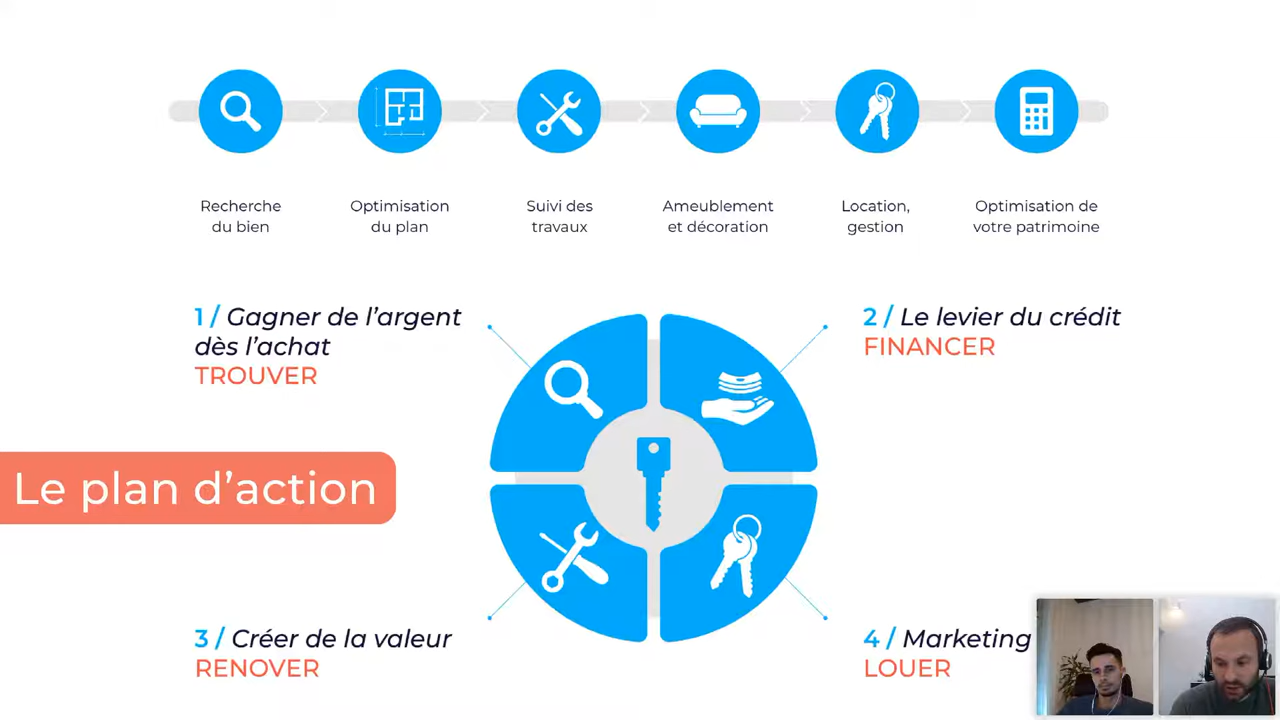 Recherche
du bien
Optimisation
du plan
Suivi des
travaux
Ameublement
et décoration
Location,
gestion
Optimisation de
votre patrimoine
1 / Gagner de l’argent
dès l’achat
TROUVER
2 / Le levier du crédit
FINANCER
Le plan d’action
3 / Créer de la valeur
RENOVER
4 / Marketing
LOUER